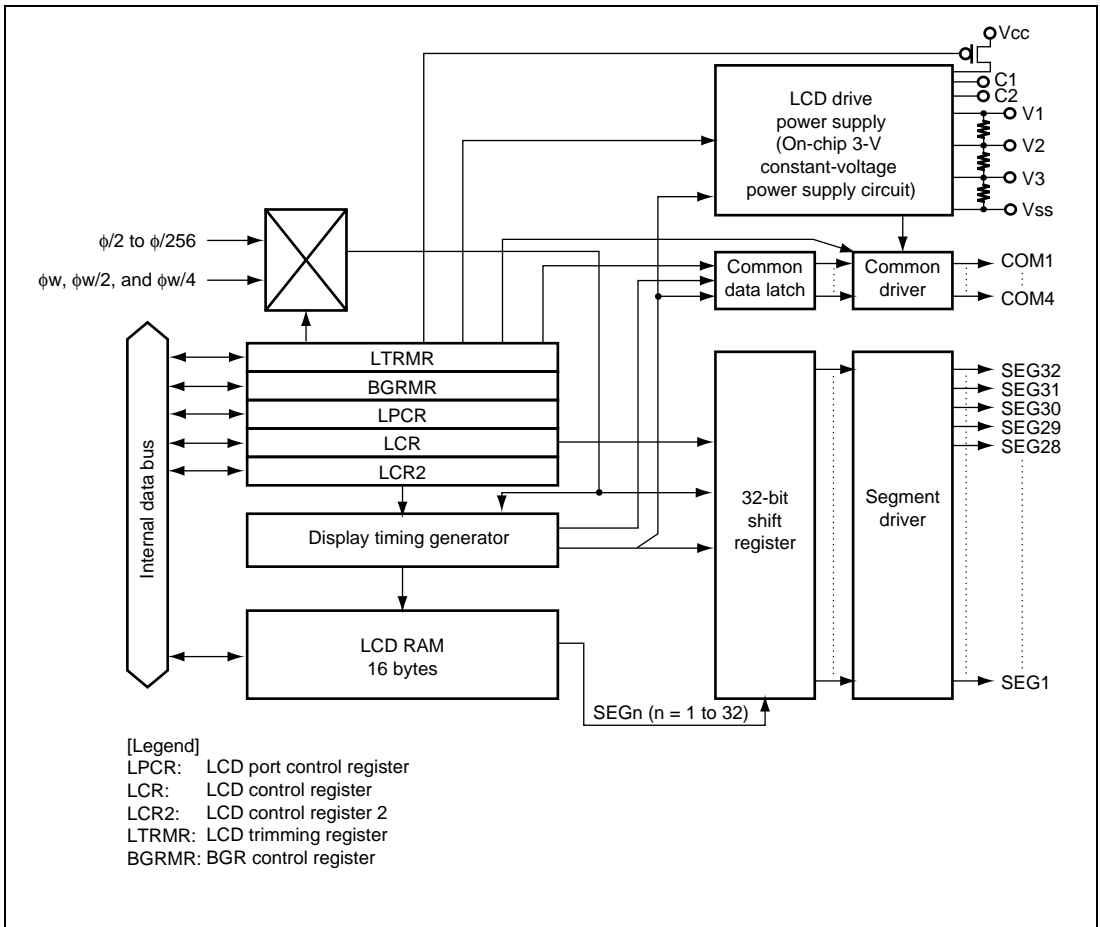 Vcc
C1
C2
LCD drive
power supply
(On-chip 3-V
constant-voltage
power supply circuit)
V1
V2
V3
Vss
ϕ/2 to ϕ/256
ϕw, ϕw/2, and ϕw/4
Common
data latch
Common
driver
COM1
COM4
Internal data bus
LTRMR
BGRMR
LPCR
LCR
LCR2
Display timing generator
LCD RAM
16 bytes
32-bit
shift
register
Segment
driver
SEG32
SEG31
SEG30
SEG29
SEG28
SEG1
SEGn (n = 1 to 32)
[Legend]
LPCR: LCD port control register
LCR: LCD control register
LCR2: LCD control register 2
LTRMR: LCD trimming register
BGRMR: BGR control register